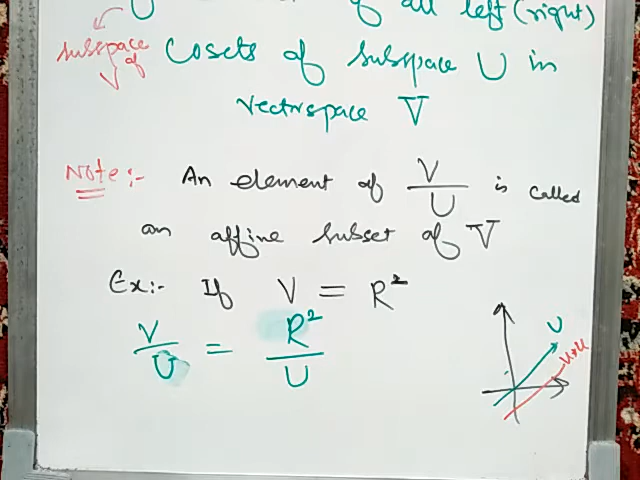 U of all left (right)
subspace of V
Cosets of subspace U in
vectorspace V
Note:- An element of V/U is called
an affine subset of V
Ex:- If V = R²
V/U = R²/U
U